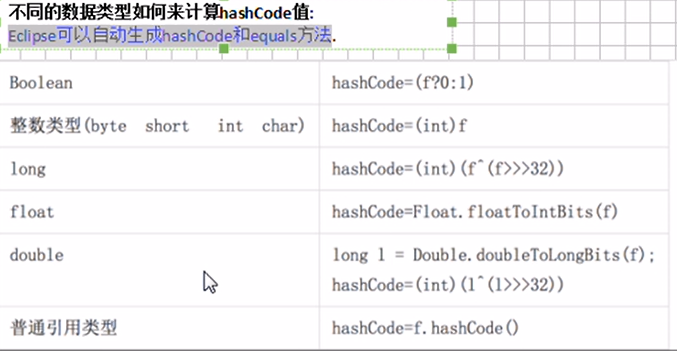 不同的数据类型如何来计算hashCode值:
Eclipse可以自动生成hashCode和equals方法.
Boolean hashCode=(f?0:1)
整数类型(byte short int char) hashCode=(int)f
long hashCode=(int)(f^(f>>>32))
float hashCode=Float.floatToIntBits(f)
double long l = Double.doubleToLongBits(f);
hashCode=(int)(l^(l>>>32))
普通引用类型 hashCode=f.hashCode()